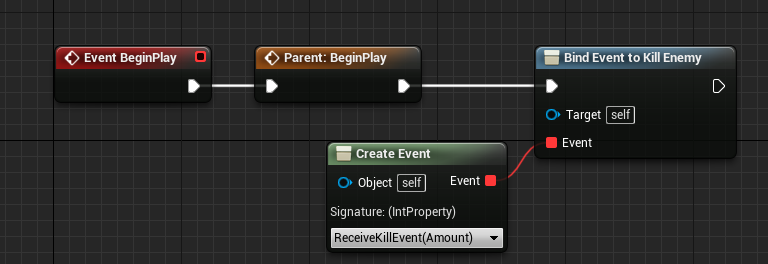 Event BeginPlay
Parent: BeginPlay
Bind Event to Kill Enemy
Target self
Event
Create Event
Object self
Event
Signature: (IntProperty)
ReceiveKillEvent(Amount)